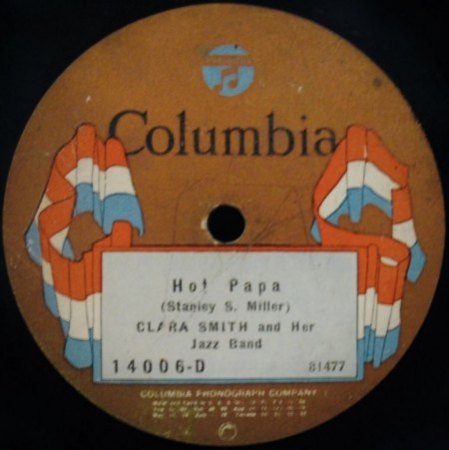 Columbia
Hot Papa
(Stanley S. Miller)
CLARA SMITH and Her
Jazz Band
14006-D 81477
COLUMBIA PHONOGRAPH COMPANY